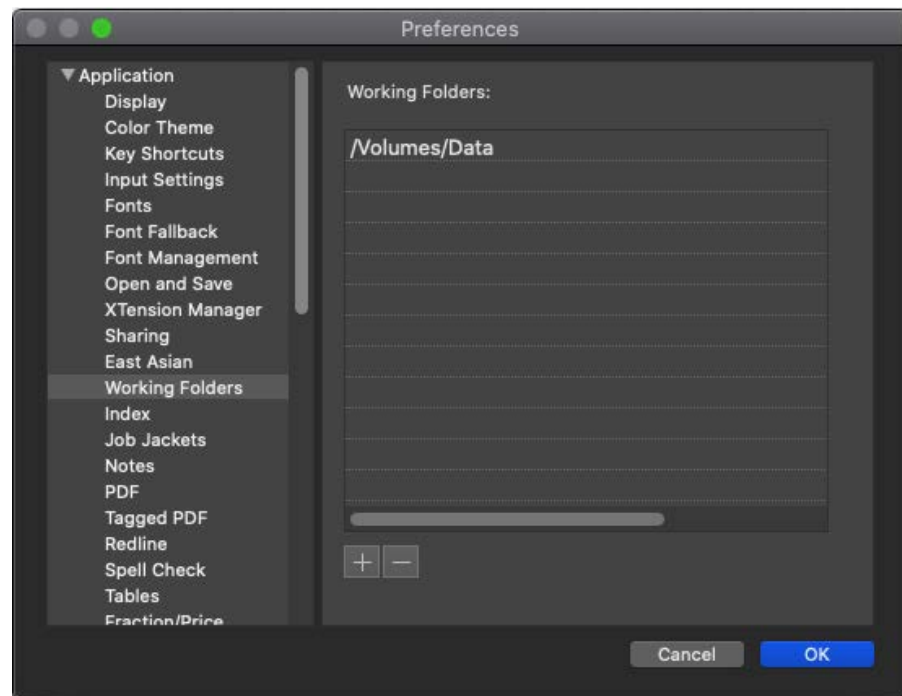 Preferences
Application
Display
Color Theme
Key Shortcuts
Input Settings
Fonts
Font Fallback
Font Management
Open and Save
XTension Manager
Sharing
East Asian
Working Folders
Index
Job Jackets
Notes
PDF
Tagged PDF
Redline
Spell Check
Tables
Fraction/Price
Working Folders:
/Volumes/Data
Cancel
OK